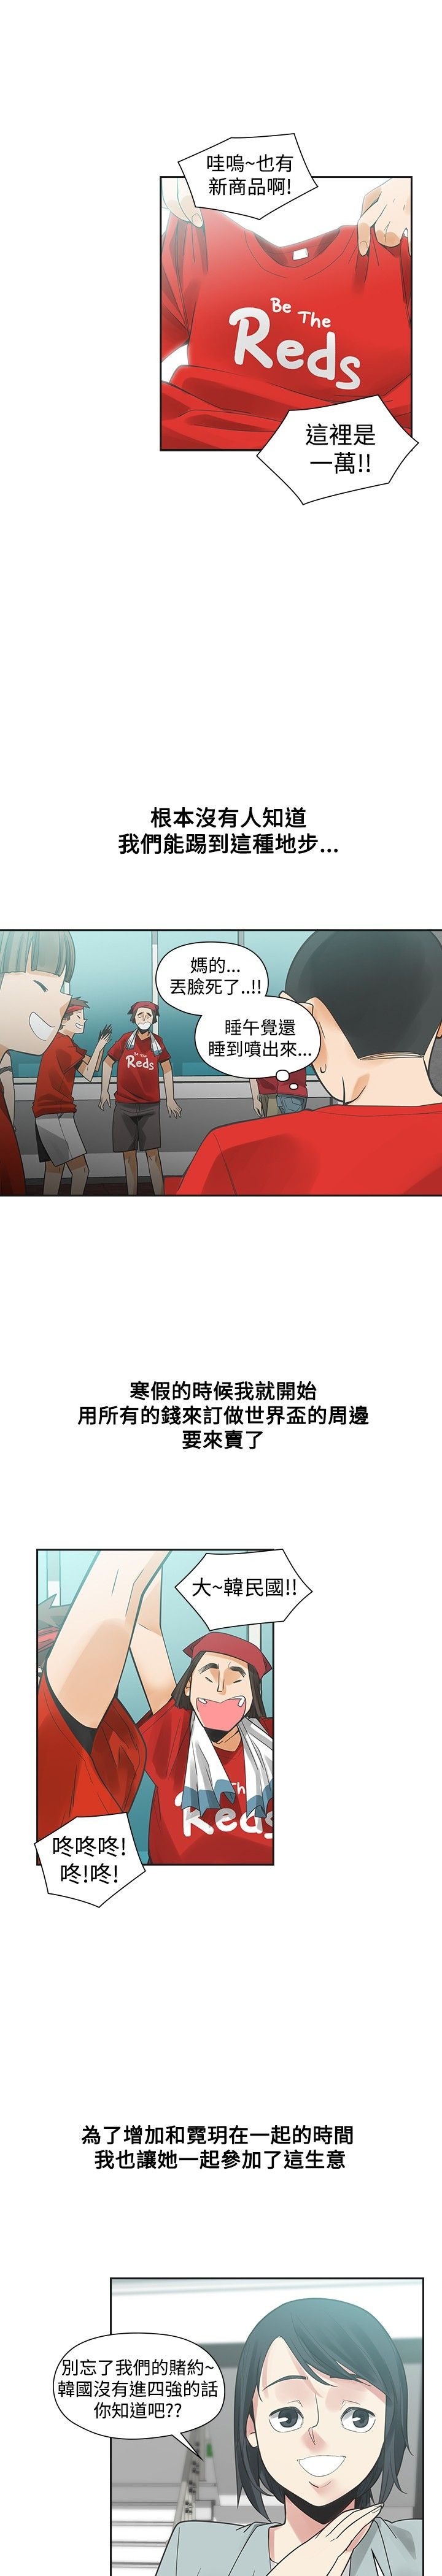 哇嗚~也有
新商品啊!
Be The
Reds
這裡是
一萬!!
根本沒有人知道
我們能踢到這種地步...
媽的...
丟臉死了..!!
睡午覺還
睡到噴出來...
Be The
Reds
寒假的時候我就開始
用所有的錢來訂做世界盃的周邊
要來賣了
大~韓民國!!
The
Reds
咚咚咚!
咚!咚!
為了增加和霓玥在一起的時間
我也讓她一起參加了這生意
別忘了我們的賭約~
韓國沒有進四強的話
你知道吧??